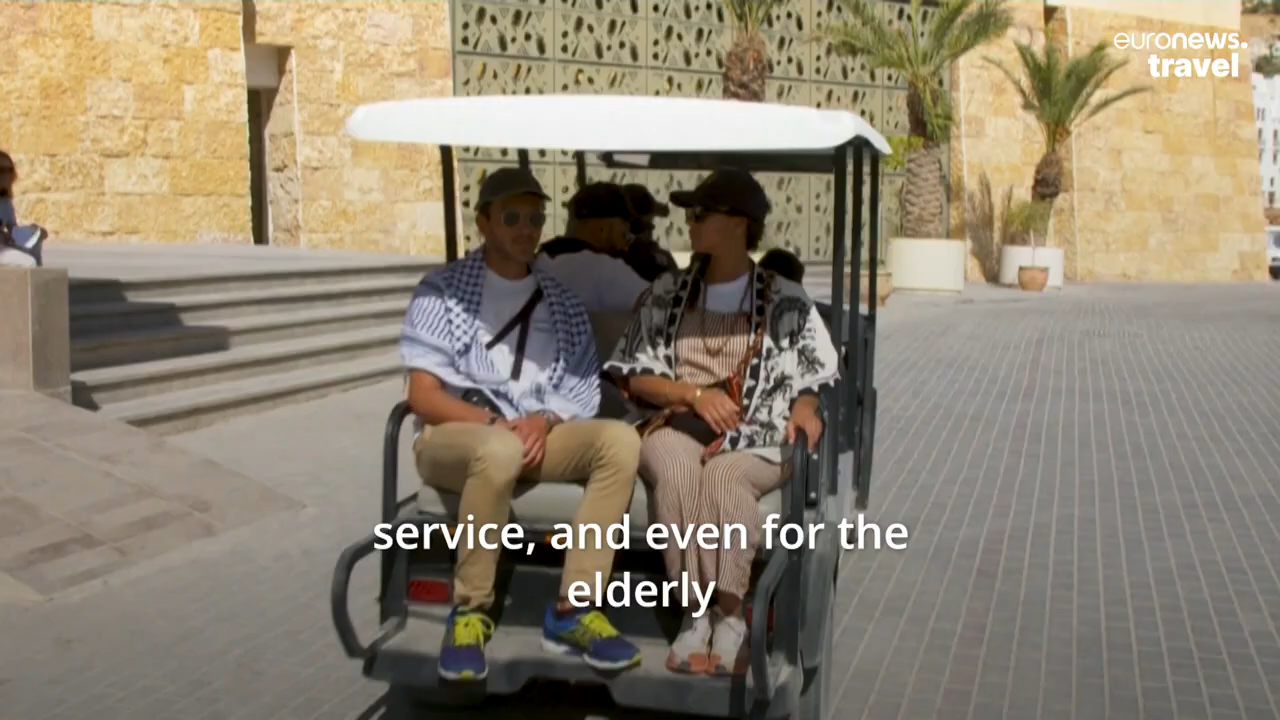 euronews.
travel
service, and even for the
elderly